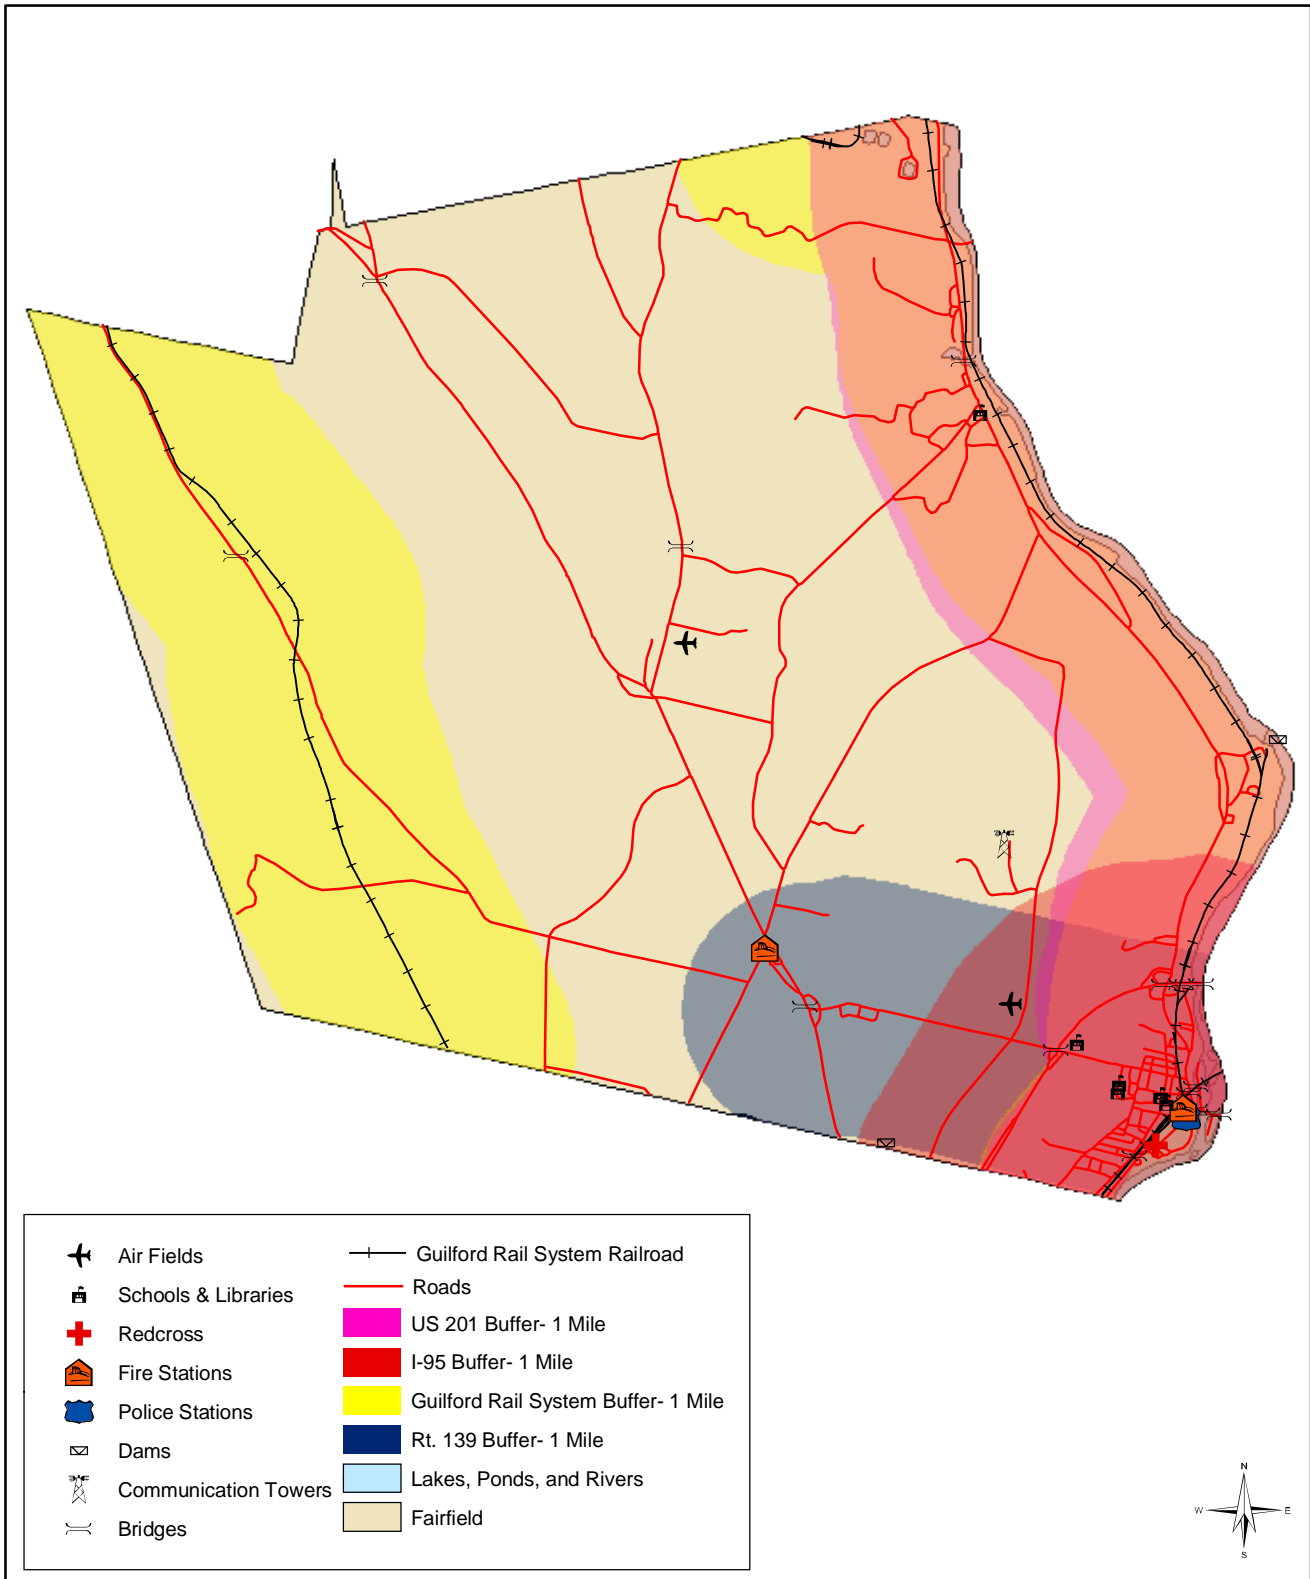 Air Fields
Schools & Libraries
Redcross
Fire Stations
Police Stations
Dams
Communication Towers
Bridges
Guilford Rail System Railroad
Roads
US 201 Buffer- 1 Mile
I-95 Buffer- 1 Mile
Guilford Rail System Buffer- 1 Mile
Rt. 139 Buffer- 1 Mile
Lakes, Ponds, and Rivers
Fairfield
N
W E
S